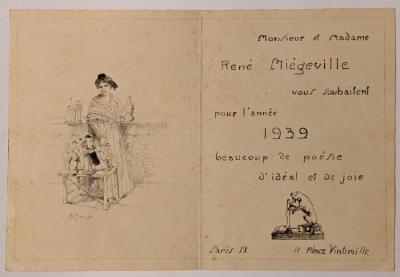 Monsieur et Madame
René Miégeville
vous souhaitent
pour l'année
1939
beaucoup de poésie
d'idéal et de joie
Paris IX 11 Place Vintimille